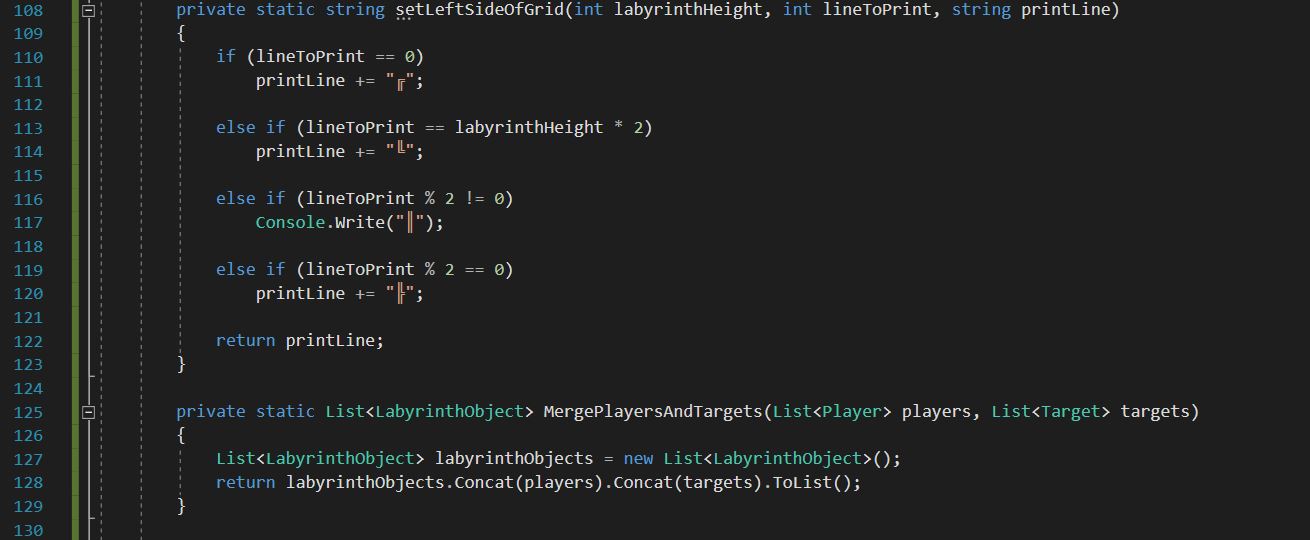 108 private static string setLeftSideOfGrid(int labyrinthHeight, int lineToPrint, string printLine)
109 {
110 if (lineToPrint == 0)
111 printLine += "╔";
112
113 else if (lineToPrint == labyrinthHeight * 2)
114 printLine += "╚";
115
116 else if (lineToPrint % 2 != 0)
117 Console.Write("║");
118
119 else if (lineToPrint % 2 == 0)
120 printLine += "╠";
121
122 return printLine;
123 }
124
125 private static List<LabyrinthObject> MergePlayersAndTargets(List<Player> players, List<Target> targets)
126 {
127 List<LabyrinthObject> labyrinthObjects = new List<LabyrinthObject>();
128 return labyrinthObjects.Concat(players).Concat(targets).ToList();
129 }
130